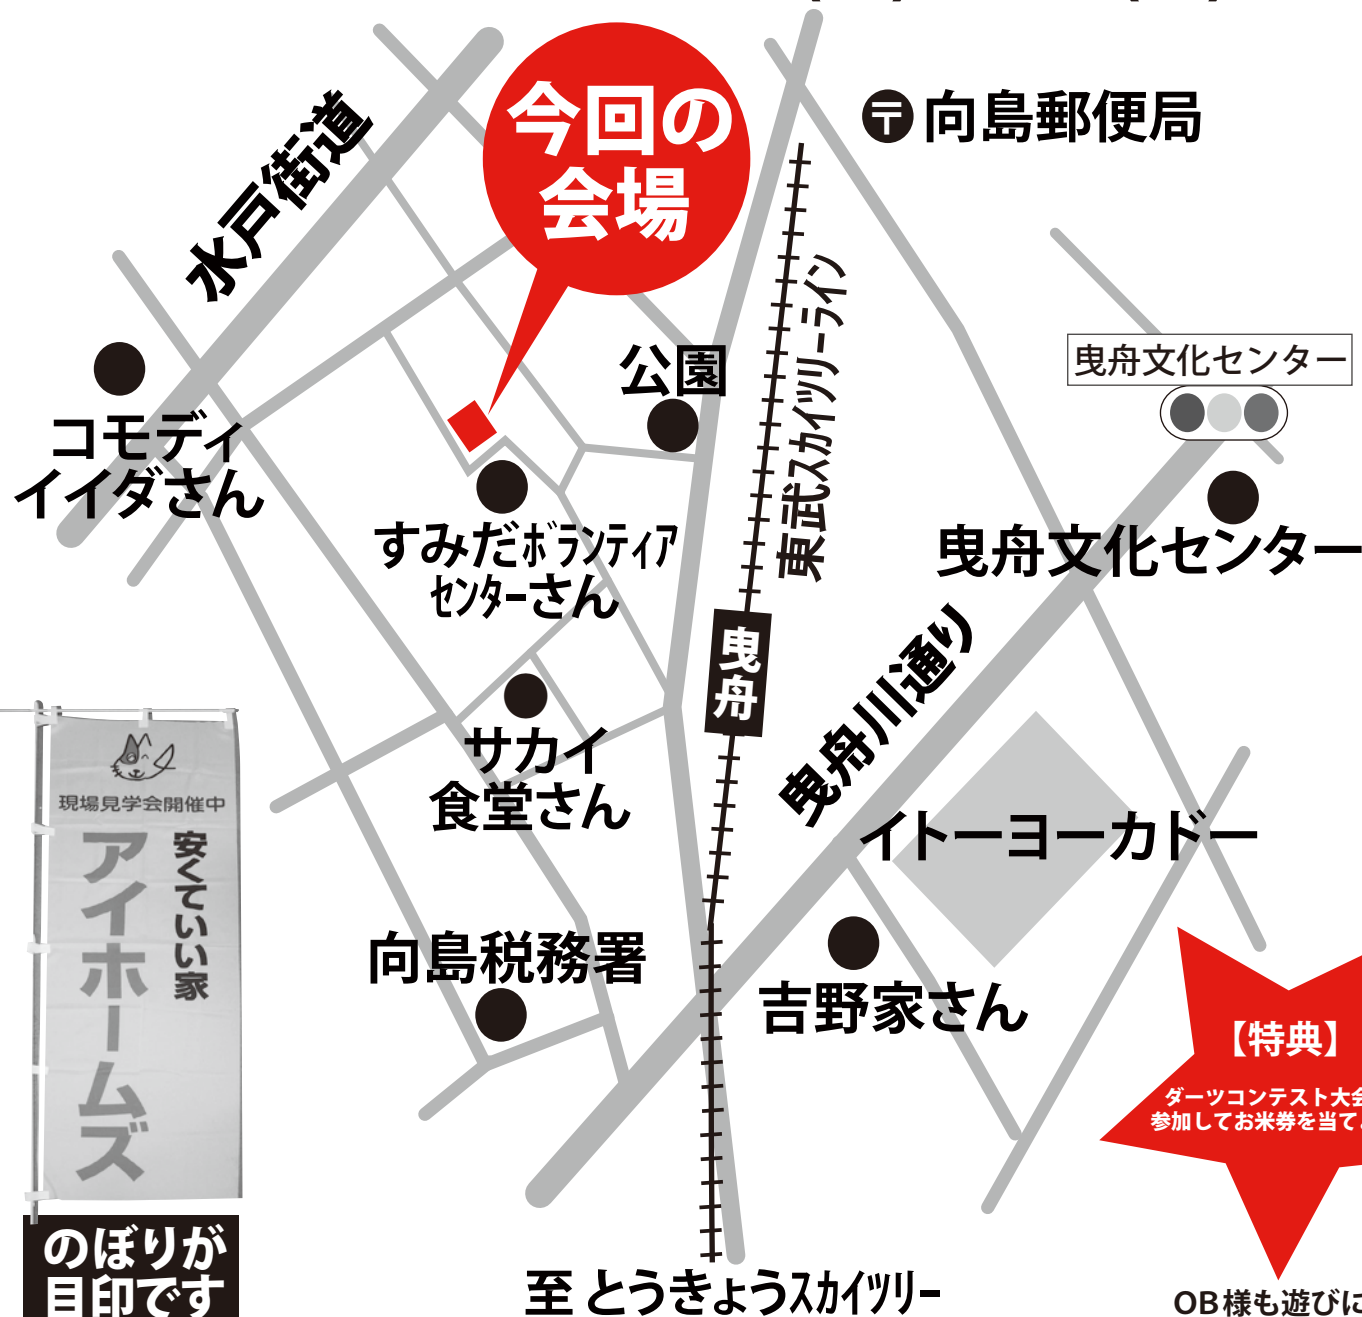 今回の
会場
〒向島郵便局
水戸街道
東武スカイツリーライン
公園
曳舟文化センター
コモディ
イイダさん
すみだボランティア
センターさん
曳舟文化センター
曳舟
曳舟川通り
サカイ
食堂さん
イトーヨーカドー
現場見学会開催中
安くていい家
アイホームズ
向島税務署
吉野家さん
【特典】
ダーツコンテスト大会
参加してお米券を当て
のぼりが
目印です
至 とうきょうスカイツリー
OB様も遊びに